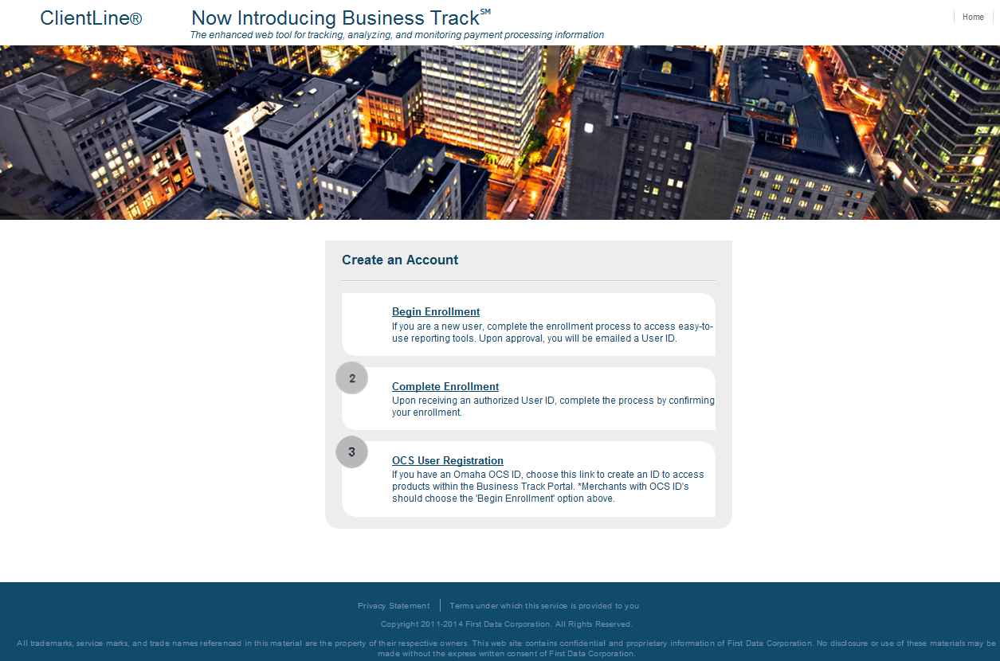 ClientLine®
Now Introducing Business Track℠
The enhanced web tool for tracking, analyzing, and monitoring payment processing information
Home
Create an Account
Begin Enrollment
If you are a new user, complete the enrollment process to access easy-to-
use reporting tools. Upon approval, you will be emailed a User ID.
2
Complete Enrollment
Upon receiving an authorized User ID, complete the process by confirming
your enrollment.
3
OCS User Registration
If you have an Omaha OCS ID, choose this link to create an ID to access
products within the Business Track Portal. *Merchants with OCS ID's
should choose the 'Begin Enrollment' option above.
Privacy Statement
Terms under which this service is provided to you
Copyright 2011-2014 First Data Corporation. All Rights Reserved.
All trademarks, service marks, and trade names referenced in this material are the property of their respective owners. This web site contains confidential and proprietary information of First Data Corporation. No disclosure or use of these materials may be
made without the express written consent of First Data Corporation.